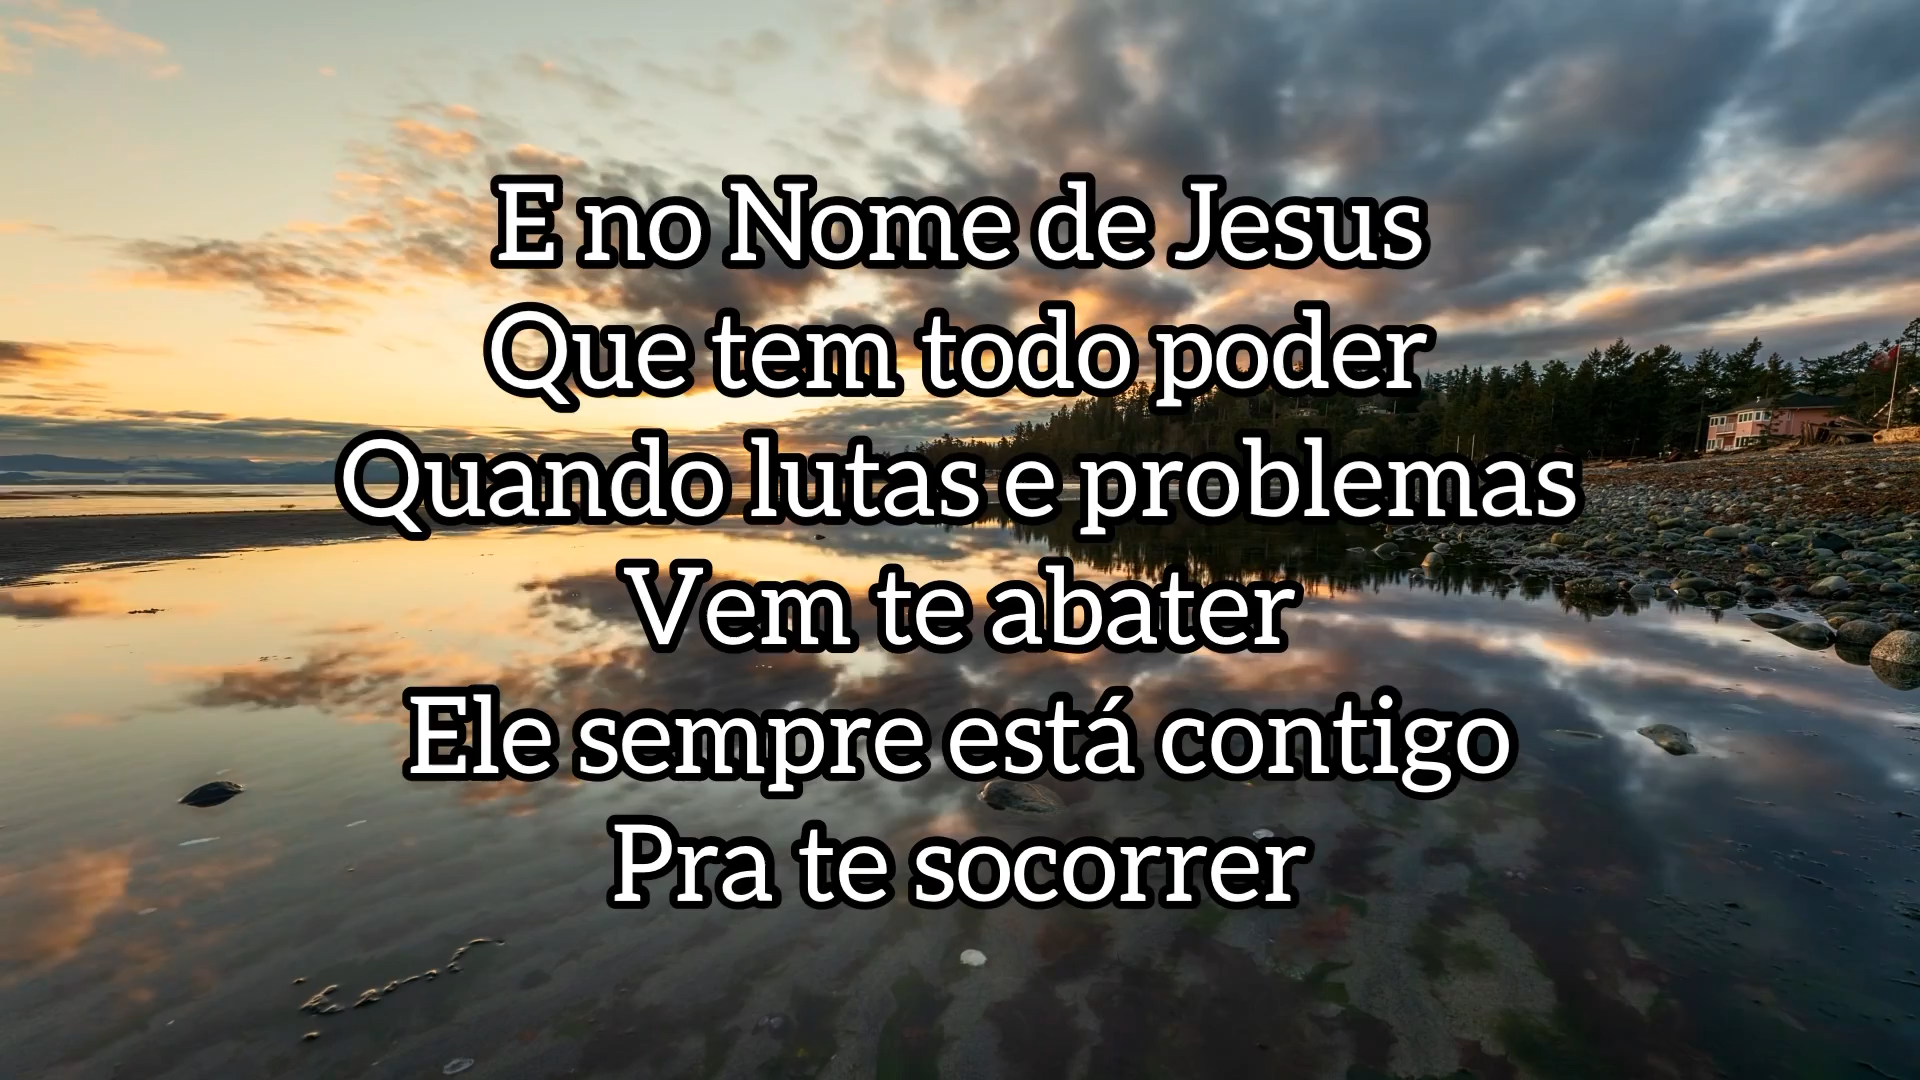 E no Nome de Jesus
Que tem todo poder
Quando lutas e problemas
Vem te abater
Ele sempre está contigo
Pra te socorrer